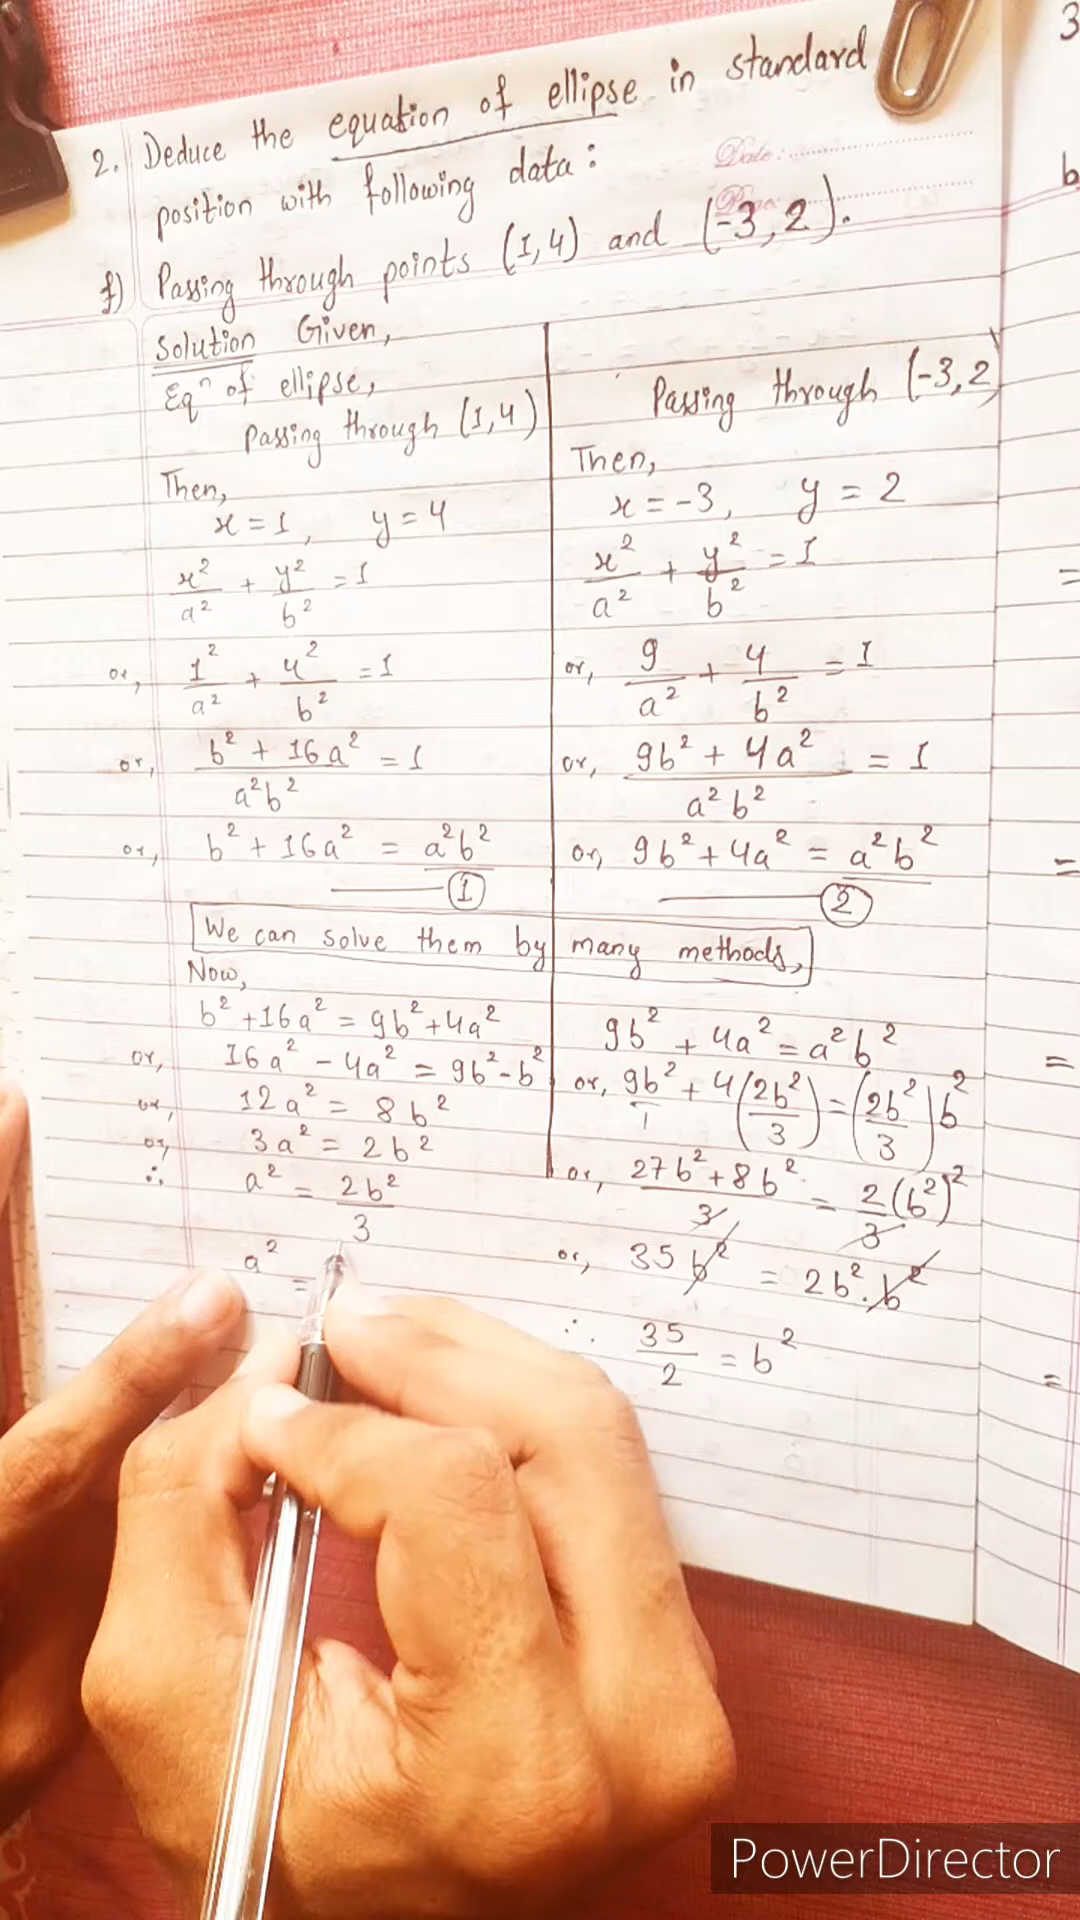 2. Deduce the equation of ellipse in standard
position with following data:
Date:
f) Passing through points (1,4) and (-3,2).
Solution Given,
Eqⁿ of ellipse,
passing through (1,4)
Then,
x = 1, y = 4
x²/a² + y²/b² = 1
or, 1²/a² + 4²/b² = 1
or, b² + 16a²/a²b² = 1
or, b² + 16a² = a²b²
①
Passing through (-3,2)
Then,
x = -3, y = 2
x²/a² + y²/b² = 1
or, 9/a² + 4/b² = 1
or, 9b² + 4a²/a²b² = 1
or, 9b² + 4a² = a²b²
②
We can solve them by many methods,
Now,
b² + 16a² = 9b² + 4a²
or, 16a² - 4a² = 9b² - b²
or, 12a² = 8b²
or, 3a² = 2b²
∴ a² = 2b²/3
a² =
9b² + 4a² = a²b²
or, 9b²/1 + 4(2b²/3) = (2b²/3)b²
or, 27b² + 8b²/3 = 2(b²)²/3
or, 35b² = 2b².b²
∴ 35/2 = b²
3
b
=
=
=
=
PowerDirector